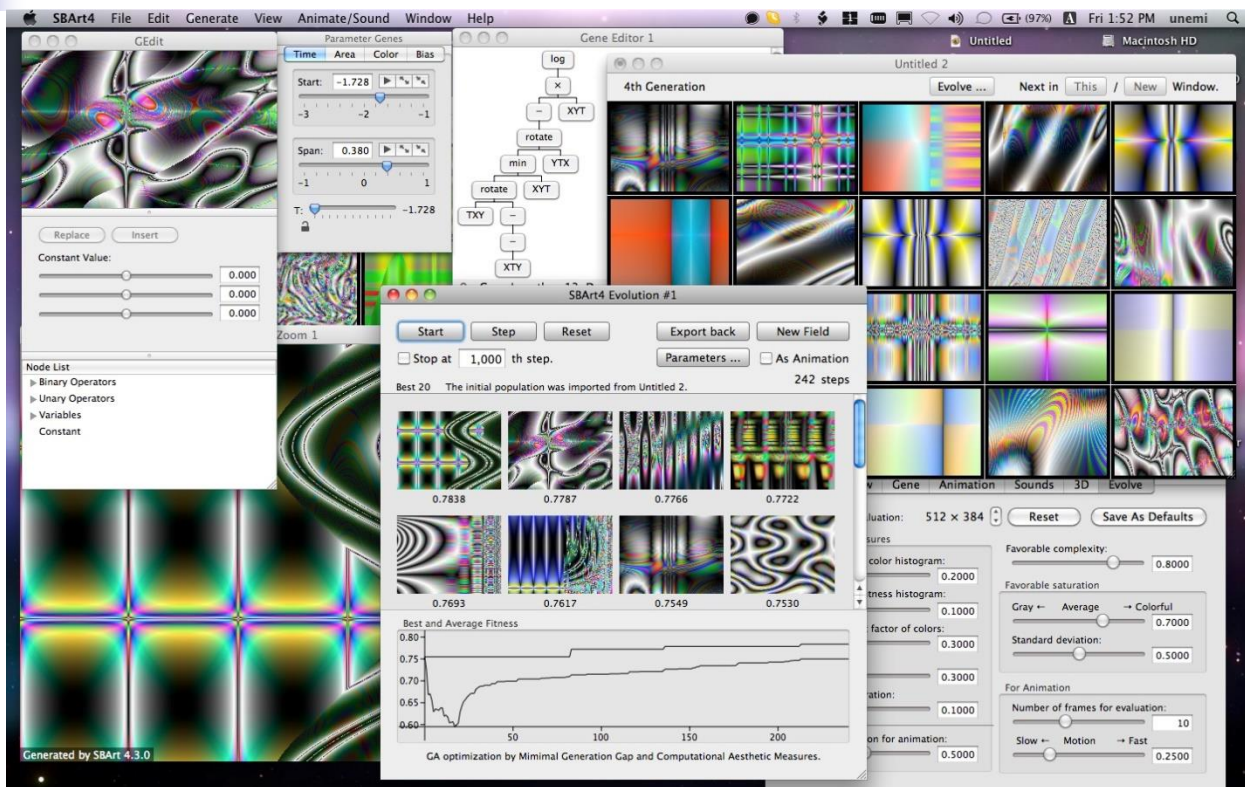 SBArt4 File Edit Generate View Animate/Sound Window Help (97%) Fri 1:52 PM unemi
Untitled
Macintosh HD
GEdit
Replace Insert
Constant Value:
0.000
0.000
0.000
Node List
Binary Operators
Unary Operators
Variables
Constant
Parameter Genes
Time Area Color Bias
Start: -1.728
-3 -2 -1
Span: 0.380
-1 0 1
T: -1.728
Gene Editor 1
log
×
− XYT
rotate
min YTX
rotate XYT
TXY −
−
XTY
Untitled 2
4th Generation Evolve ... Next in This / New Window.
Zoom 1
Generated by SBArt 4.3.0
SBArt4 Evolution #1
Start Step Reset Export back New Field
Stop at 1,000 th step. Parameters ... As Animation
242 steps
Best 20 The initial population was imported from Untitled 2.
0.7838 0.7787 0.7766 0.7722
0.7693 0.7617 0.7549 0.7530
Best and Average Fitness
0.80
0.75
0.70
0.65
0.60
50 100 150 200
GA optimization by Mimimal Generation Gap and Computational Aesthetic Measures.
Gene Animation Sounds 3D Evolve
512 × 384 Reset Save As Defaults
color histogram:
0.2000
histogram:
0.1000
factor of colors:
0.3000
0.3000
0.1000
for animation:
0.5000
Favorable complexity:
0.8000
Favorable saturation
Gray ← Average → Colorful
0.7000
Standard deviation:
0.5000
For Animation
Number of frames for evaluation:
10
Slow ← Motion → Fast
0.2500